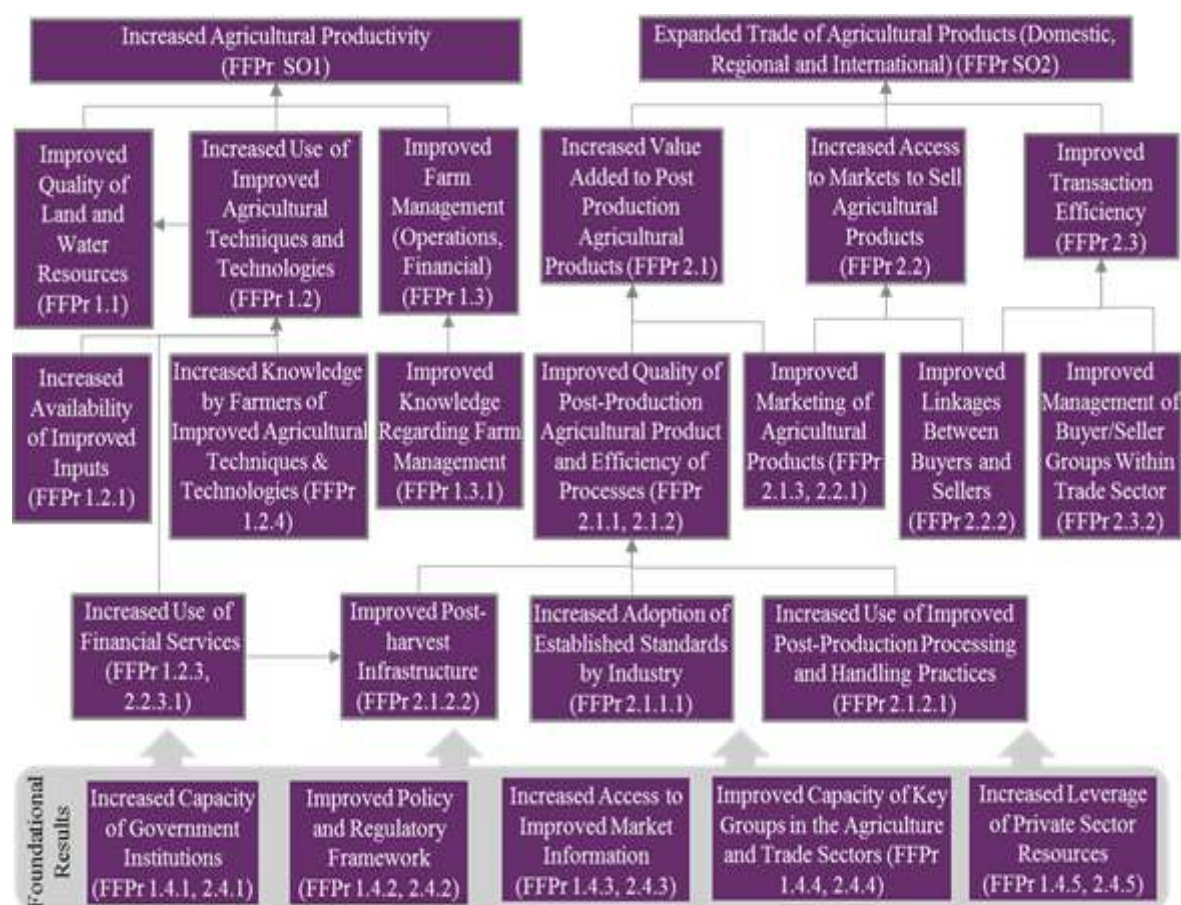 Increased Agricultural Productivity
(FFPr SO1)
Expanded Trade of Agricultural Products (Domestic,
Regional and International) (FFPr SO2)
Improved
Quality of
Land and
Water
Resources
(FFPr 1.1)
Increased Use of
Improved
Agricultural
Techniques and
Technologies
(FFPr 1.2)
Improved
Farm
Management
(Operations,
Financial)
(FFPr 1.3)
Increased Value
Added to Post
Production
Agricultural
Products (FFPr 2.1)
Increased Access
to Markets to Sell
Agricultural
Products
(FFPr 2.2)
Improved
Transaction
Efficiency
(FFPr 2.3)
Increased
Availability
of Improved
Inputs
(FFPr 1.2.1)
Increased Knowledge
by Farmers of
Improved Agricultural
Techniques &
Technologies (FFPr
1.2.4)
Improved
Knowledge
Regarding Farm
Management
(FFPr 1.3.1)
Improved Quality of
Post-Production
Agricultural Product
and Efficiency of
Processes (FFPr
2.1.1, 2.1.2)
Improved
Marketing of
Agricultural
Products (FFPr
2.1.3, 2.2.1)
Improved
Linkages
Between
Buyers and
Sellers
(FFPr 2.2.2)
Improved
Management of
Buyer/Seller
Groups Within
Trade Sector
(FFPr 2.3.2)
Increased Use of
Financial Services
(FFPr 1.2.3,
2.2.3.1)
Improved Post-
harvest
Infrastructure
(FFPr 2.1.2.2)
Increased Adoption of
Established Standards
by Industry
(FFPr 2.1.1.1)
Increased Use of Improved
Post-Production Processing
and Handling Practices
(FFPr 2.1.2.1)
Foundational
Results
Increased Capacity
of Government
Institutions
(FFPr 1.4.1, 2.4.1)
Improved Policy
and Regulatory
Framework
(FFPr 1.4.2, 2.4.2)
Increased Access to
Improved Market
Information
(FFPr 1.4.3, 2.4.3)
Improved Capacity of Key
Groups in the Agriculture
and Trade Sectors (FFPr
1.4.4, 2.4.4)
Increased Leverage
of Private Sector
Resources
(FFPr 1.4.5, 2.4.5)